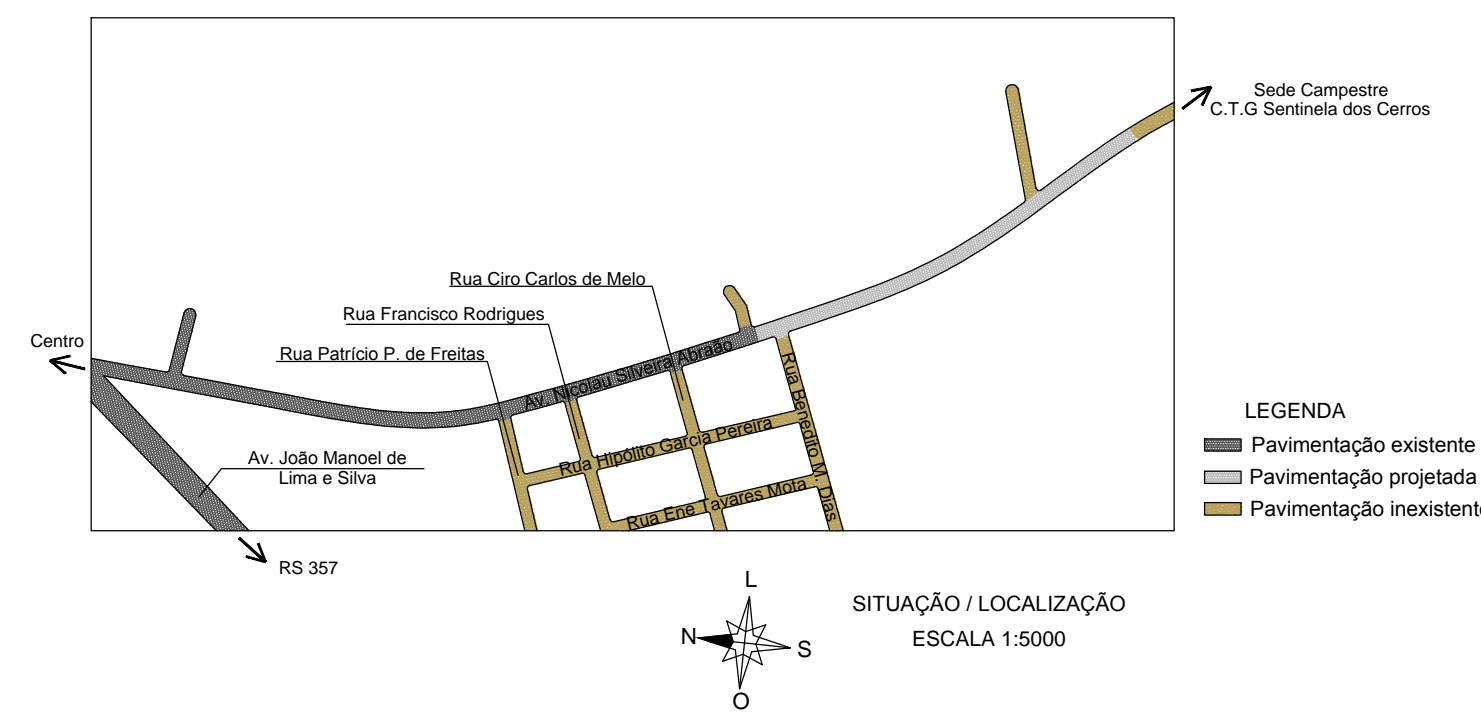 Sede Campestre
C.T.G Sentinela dos Cerros
Rua Ciro Carlos de Melo
Rua Francisco Rodrigues
Centro
Rua Patrício P. de Freitas
Av. Nicolau Silveira Abraão
Rua Benedito M. Dias
Rua Hipólito Garcia Pereira
Rua Ene Tavares Mota
Av. João Manoel de
Lima e Silva
RS 357
LEGENDA
Pavimentação existente
Pavimentação projetada
Pavimentação inexistente
L
N
S
O
SITUAÇÃO / LOCALIZAÇÃO
ESCALA 1:5000